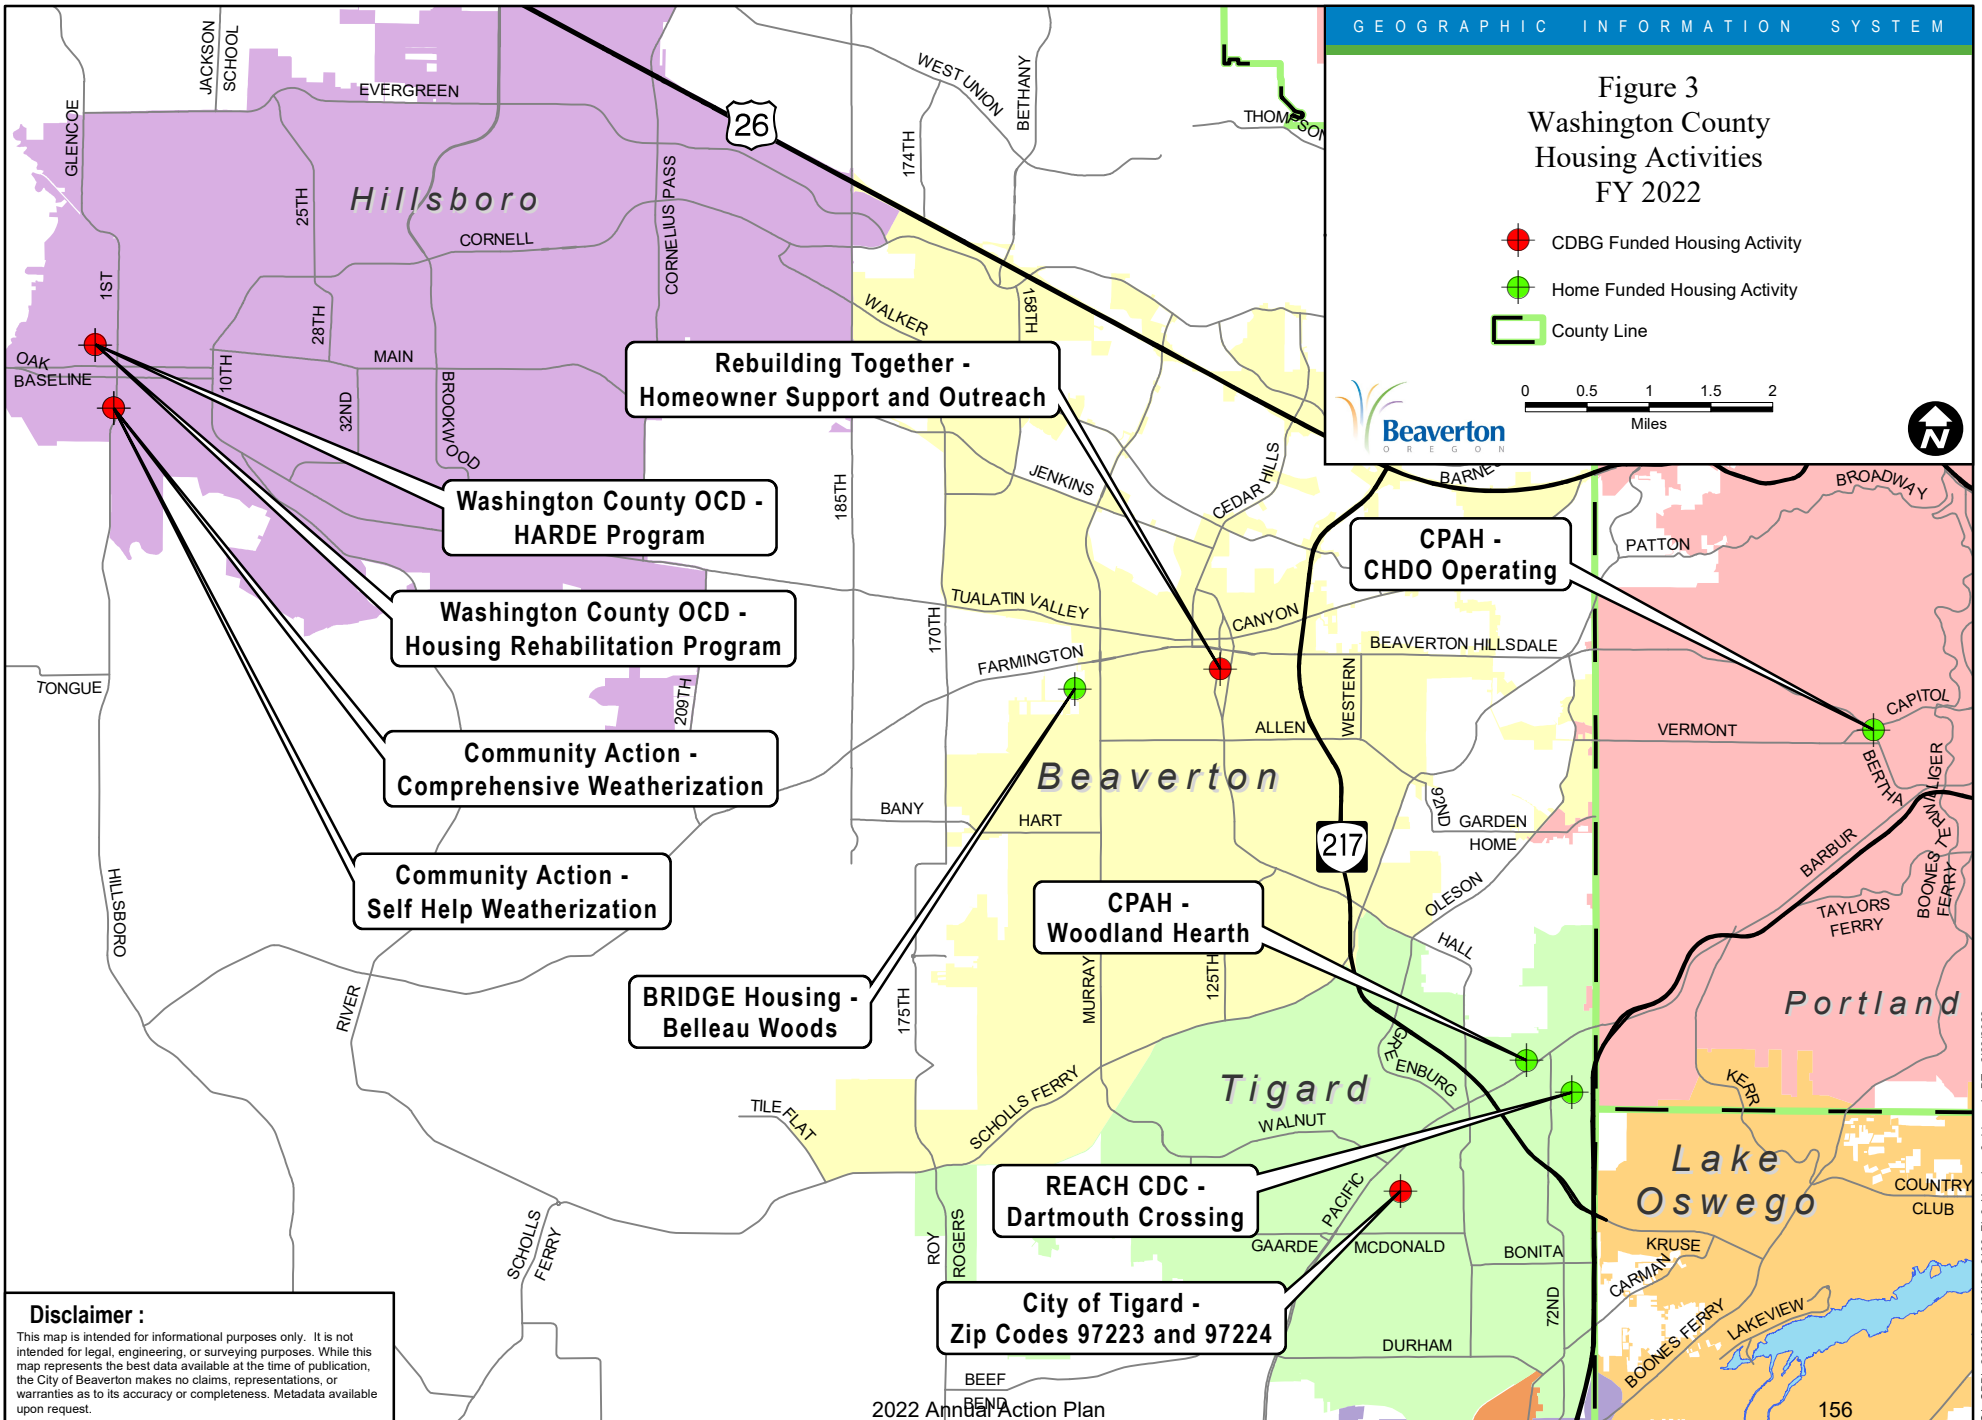 GEOGRAPHIC INFORMATION SYSTEM
Figure 3
Washington County
Housing Activities
FY 2022
CDBG Funded Housing Activity
Home Funded Housing Activity
County Line
0 0.5 1 1.5 2
Miles
Beaverton
OREGON
N
JACKSON
SCHOOL
GLENCOE
EVERGREEN
WEST UNION
BETHANY
THOMPSON
26
174TH
25TH
Hillsboro
CORNELIUS PASS
CORNELL
1ST
28TH
WALKER
158TH
OAK
BASELINE
MAIN
10TH
32ND
BROOKWOOD
Rebuilding Together -
Homeowner Support and Outreach
185TH
JENKINS
CEDAR HILLS
BARNES
BROADWAY
Washington County OCD -
HARDE Program
CPAH -
CHDO Operating
PATTON
Washington County OCD -
Housing Rehabilitation Program
TUALATIN VALLEY
170TH
CANYON
BEAVERTON HILLSDALE
FARMINGTON
TONGUE
209TH
WESTERN
ALLEN
VERMONT
CAPITOL
BERTHA
TERWILLIGER
Community Action -
Comprehensive Weatherization
Beaverton
BANY
HART
92ND
GARDEN
HOME
217
BARBUR
BOONES
FERRY
TAYLORS
FERRY
Community Action -
Self Help Weatherization
HILLSBORO
CPAH -
Woodland Hearth
OLESON
HALL
RIVER
BRIDGE Housing -
Belleau Woods
175TH
MURRAY
125TH
Portland
GREENBURG
Tigard
KERR
TILE FLAT
SCHOLLS FERRY
WALNUT
Lake
Oswego
COUNTRY
CLUB
REACH CDC -
Dartmouth Crossing
PACIFIC
SCHOLLS
FERRY
ROY
ROGERS
GAARDE
MCDONALD
BONITA
KRUSE
CARMAN
City of Tigard -
Zip Codes 97223 and 97224
72ND
DURHAM
BOONES FERRY
LAKEVIEW
BEEF
BEND
Disclaimer :
This map is intended for informational purposes only. It is not
intended for legal, engineering, or surveying purposes. While this
map represents the best data available at the time of publication,
the City of Beaverton makes no claims, representations, or
warranties as to its accuracy or completeness. Metadata available
upon request.
2022 Annual Action Plan
156